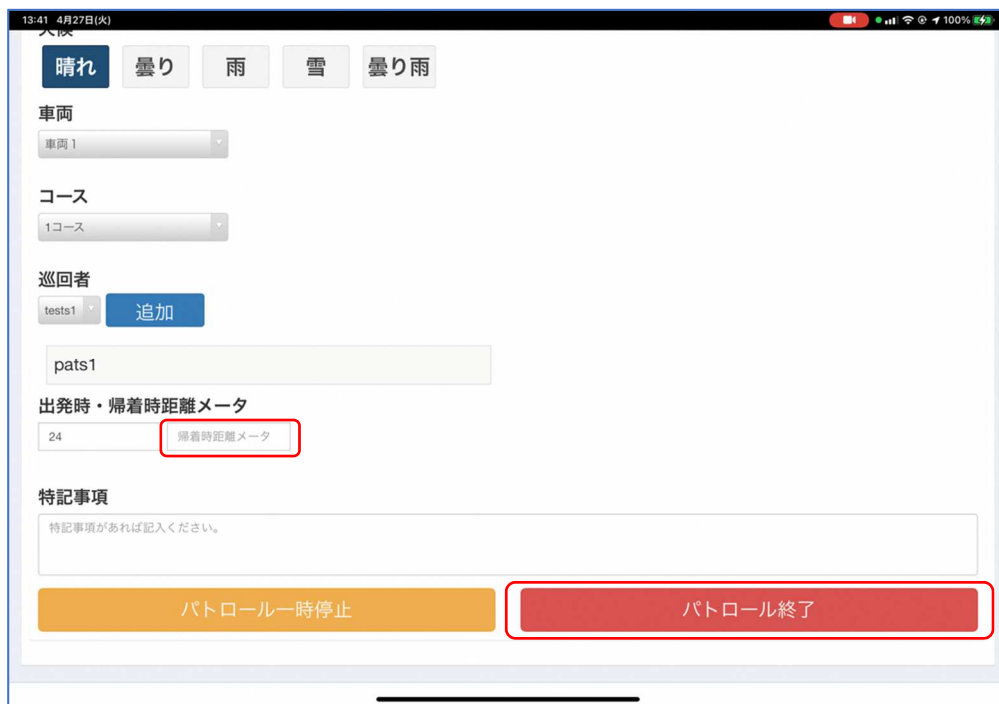 13:41 4月27日(火)
100%
天候
晴れ 曇り 雨 雪 曇り雨
車両
車両 1
コース
1コース
巡回者
tests1 追加
pats1
出発時・帰着時距離メータ
24 帰着時距離メータ
特記事項
特記事項があれば記入ください。
パトロール一時停止 パトロール終了